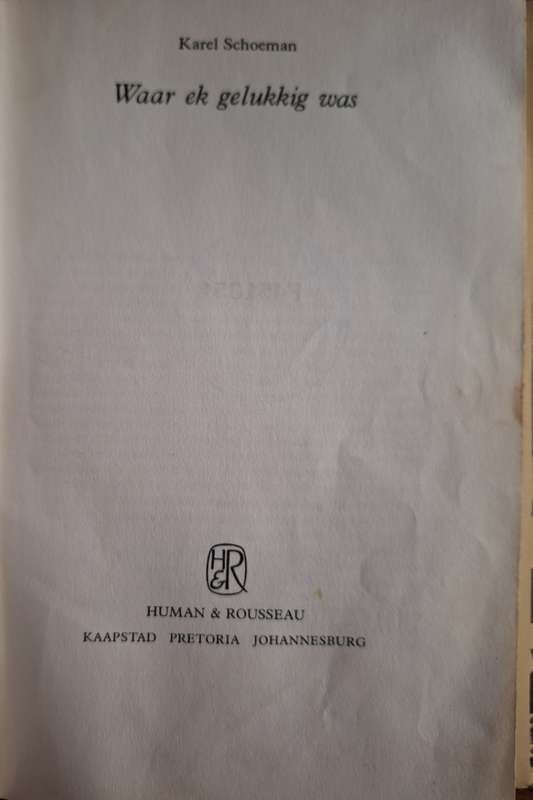 Karel Schoeman
Waar ek gelukkig was
H&R
HUMAN & ROUSSEAU
KAAPSTAD PRETORIA JOHANNESBURG